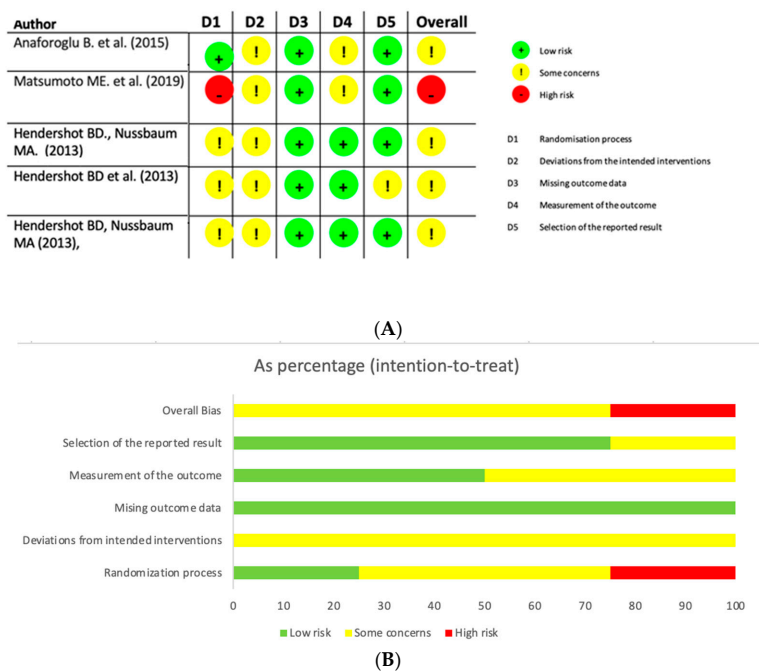 Author D1 D2 D3 D4 D5 Overall
Anaforoglu B. et al. (2015) + ! + ! + !
Matsumoto ME. et al. (2019) - ! + ! + -
Hendershot BD., Nussbaum
MA. (2013) ! ! + + + !
Hendershot BD et al. (2013) ! ! + + ! !
Hendershot BD, Nussbaum
MA (2013), ! ! + + + !
+ Low risk
! Some concerns
- High risk
D1 Randomisation process
D2 Deviations from the intended interventions
D3 Missing outcome data
D4 Measurement of the outcome
D5 Selection of the reported result
(A)
As percentage (intention-to-treat)
Overall Bias
Selection of the reported result
Measurement of the outcome
Mising outcome data
Deviations from intended interventions
Randomization process
0 10 20 30 40 50 60 70 80 90 100
Low risk Some concerns High risk
(B)